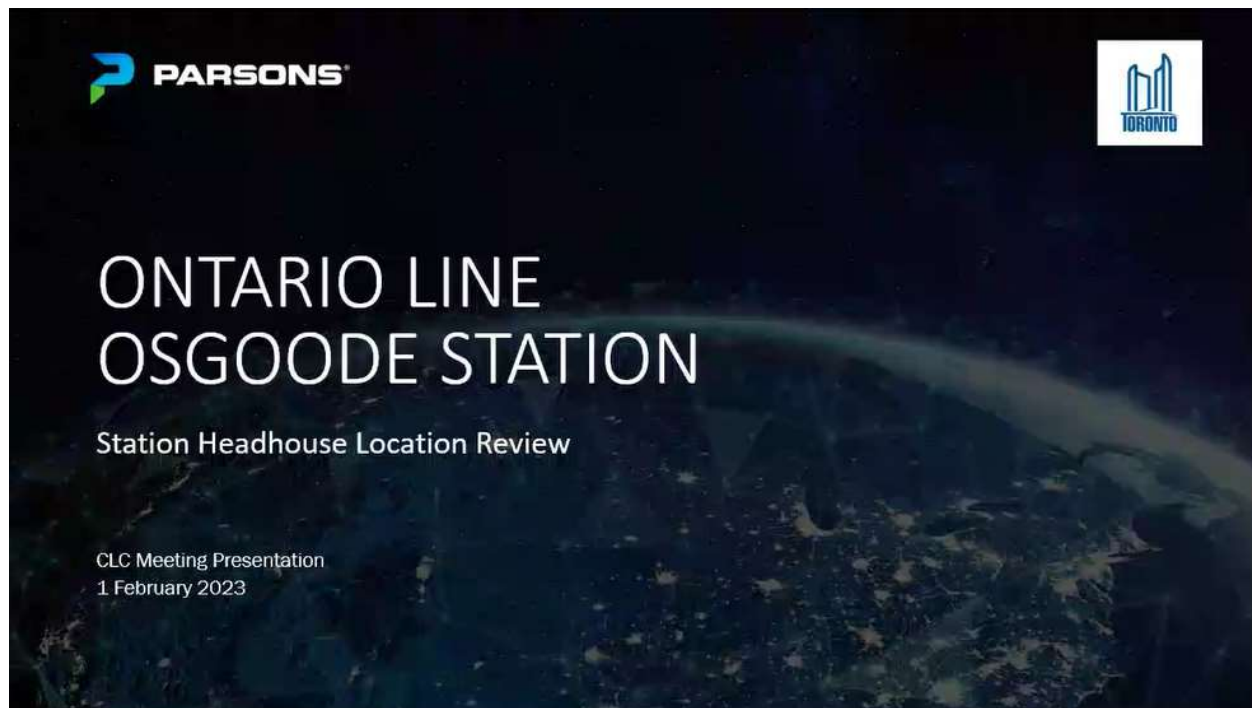 PARSONS
TORONTO
ONTARIO LINE
OSGOODE STATION
Station Headhouse Location Review
CLC Meeting Presentation
1 February 2023